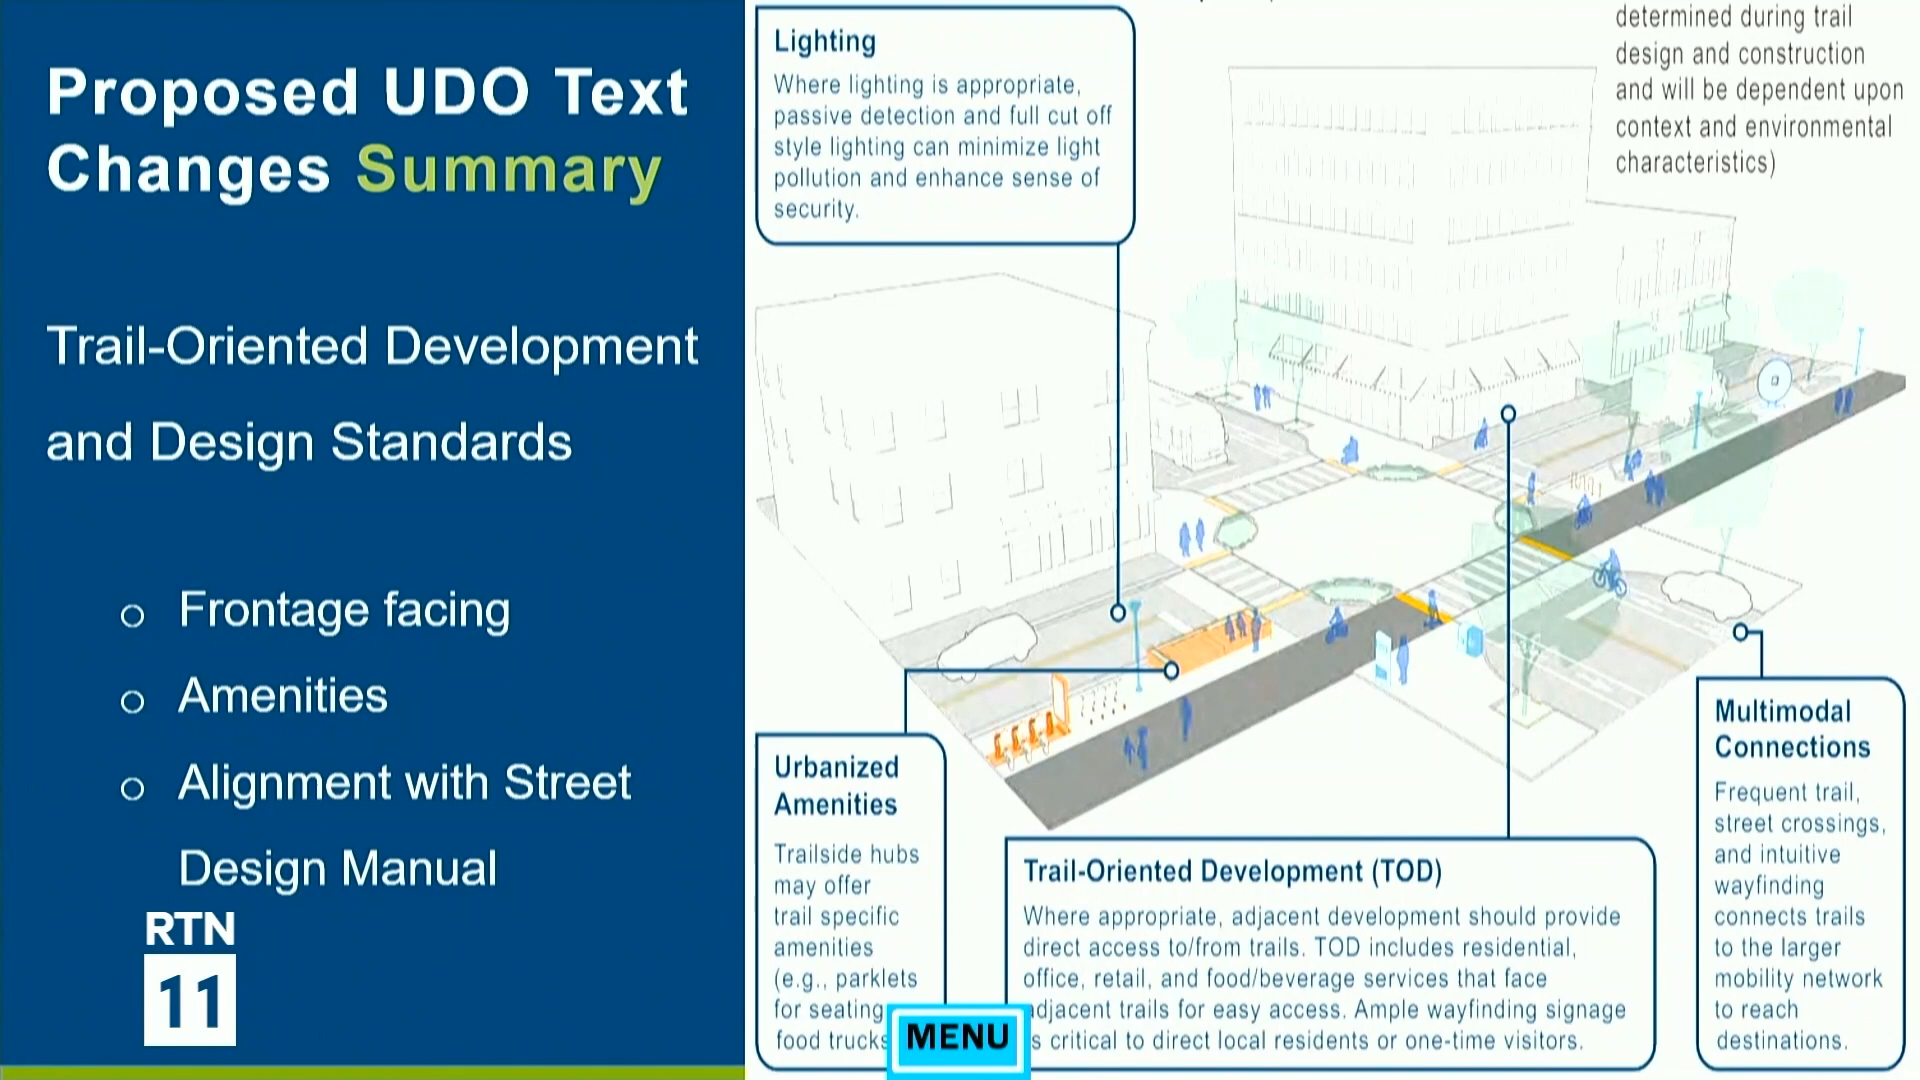 Proposed UDO Text
Changes Summary
Trail-Oriented Development
and Design Standards
o Frontage facing
o Amenities
o Alignment with Street
Design Manual
RTN
11
Lighting
Where lighting is appropriate,
passive detection and full cut off
style lighting can minimize light
pollution and enhance sense of
security.
determined during trail
design and construction
and will be dependent upon
context and environmental
characteristics)
Urbanized
Amenities
Trailside hubs
may offer
trail specific
amenities
(e.g., parklets
for seating
food trucks
MENU
Trail-Oriented Development (TOD)
Where appropriate, adjacent development should provide
direct access to/from trails. TOD includes residential,
office, retail, and food/beverage services that face
adjacent trails for easy access. Ample wayfinding signage
is critical to direct local residents or one-time visitors.
Multimodal
Connections
Frequent trail,
street crossings,
and intuitive
wayfinding
connects trails
to the larger
mobility network
to reach
destinations.